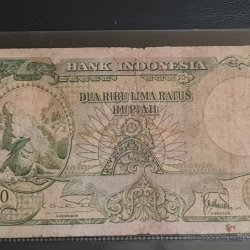 BANK INDONESIA
DUA RIBU LIMA RATUS
RUPIAH